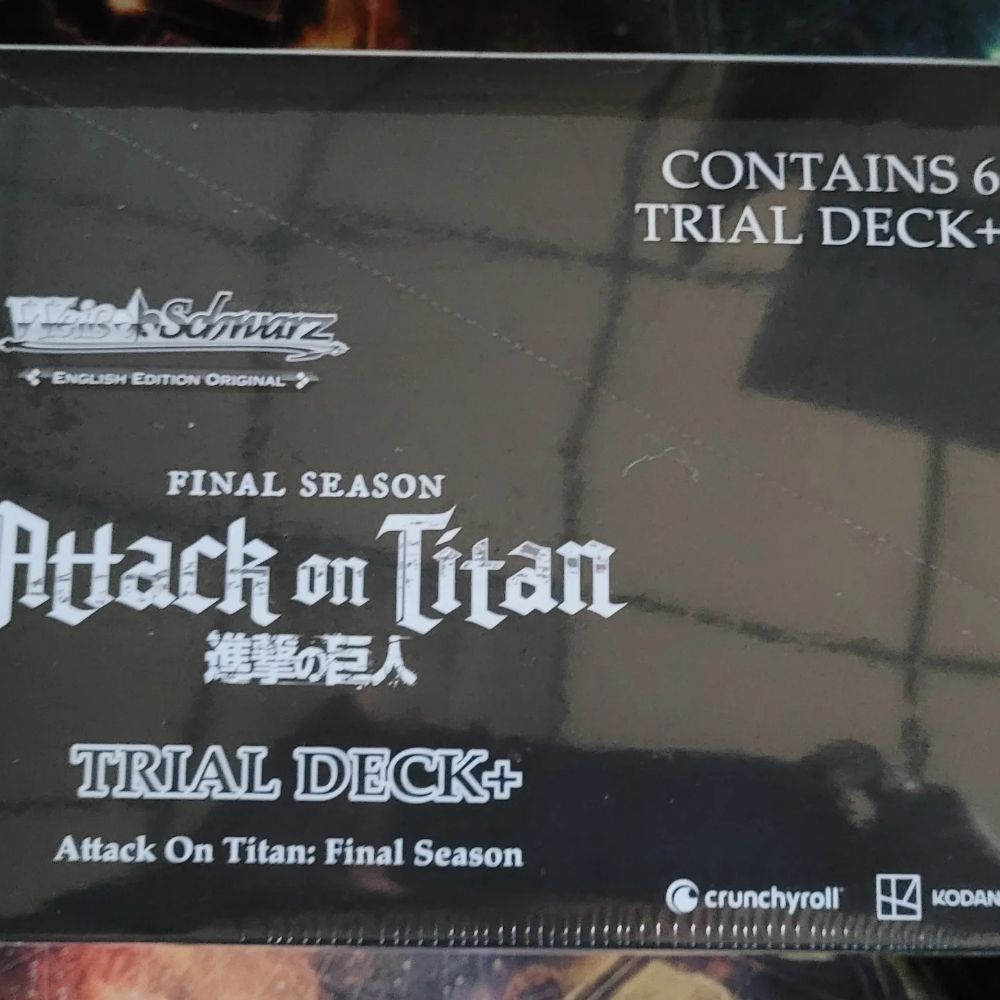 CONTAINS 6
TRIAL DECK+
Weiß Schwarz
ENGLISH EDITION ORIGINAL
FINAL SEASON
Attack on Titan
進撃の巨人
TRIAL DECK+
Attack On Titan: Final Season
crunchyroll
KODAN